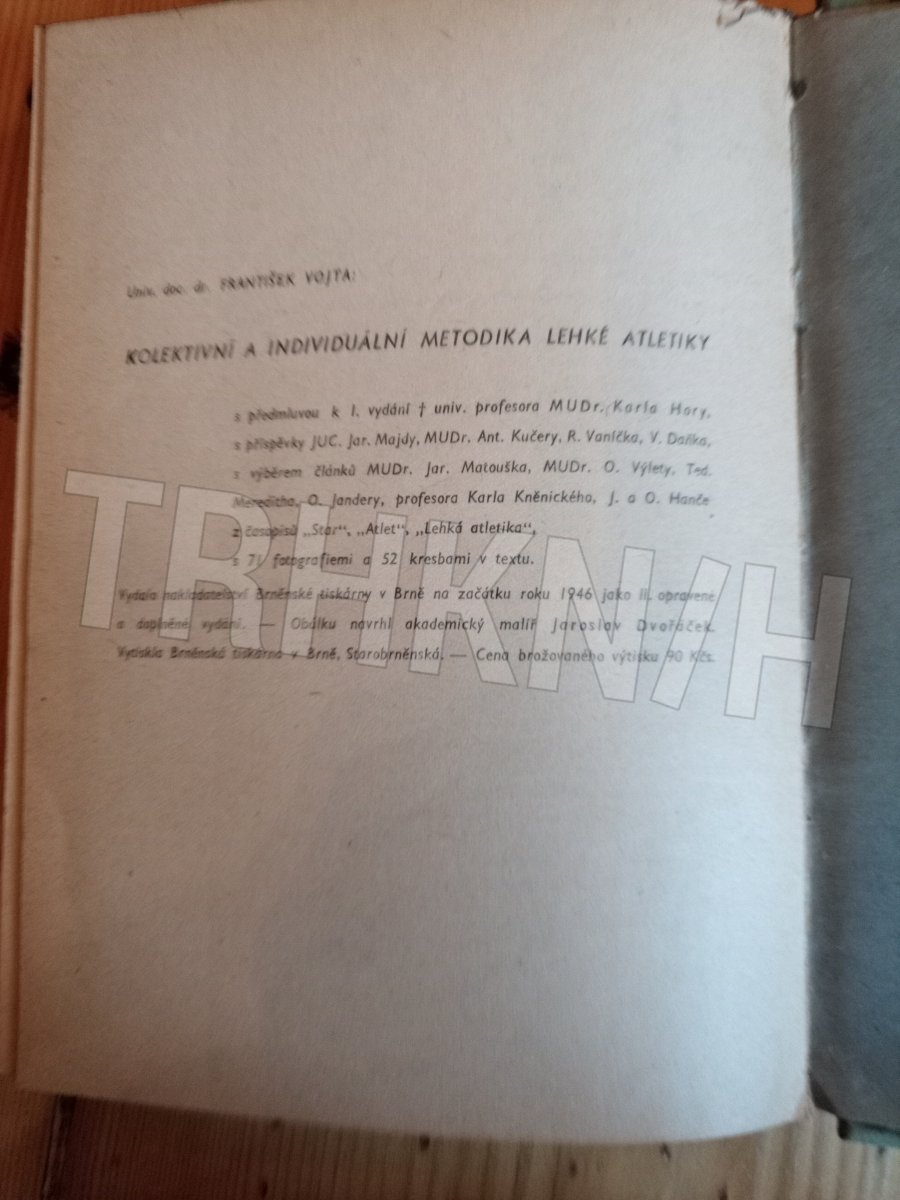 Univ. doc. dr. FRANTIŠEK VOJTA:
KOLEKTIVNÍ A INDIVIDUÁLNÍ METODIKA LEHKÉ ATLETIKY
s předmluvou k I. vydání † univ. profesora MUDr. Karla Hory,
s příspěvky JUC. Jar. Majdy, MUDr. Ant. Kučery, R. Vaníčka, V. Daňka,
s výběrem článků MUDr. Jar. Matouška, MUDr. O. Výlety, Ted.
Mereditha, O. Jandery, profesora Karla Kněnického, J. a O. Hanče
z časopisů „Star“, „Atlet“, „Lehká atletika“,
s 71 fotografiemi a 52 kresbami v textu.
Vydala nakladatelství Brněnské tiskárny v Brně na začátku roku 1946 jako II. opravené
a doplněné vydání. — Obálku navrhl akademický malíř Jaroslav Dvořáček.
Vytiskla Brněnská tiskárna v Brně, Starobrněnská. — Cena brožovaného výtisku 90 Kčs.
TRHKN/H